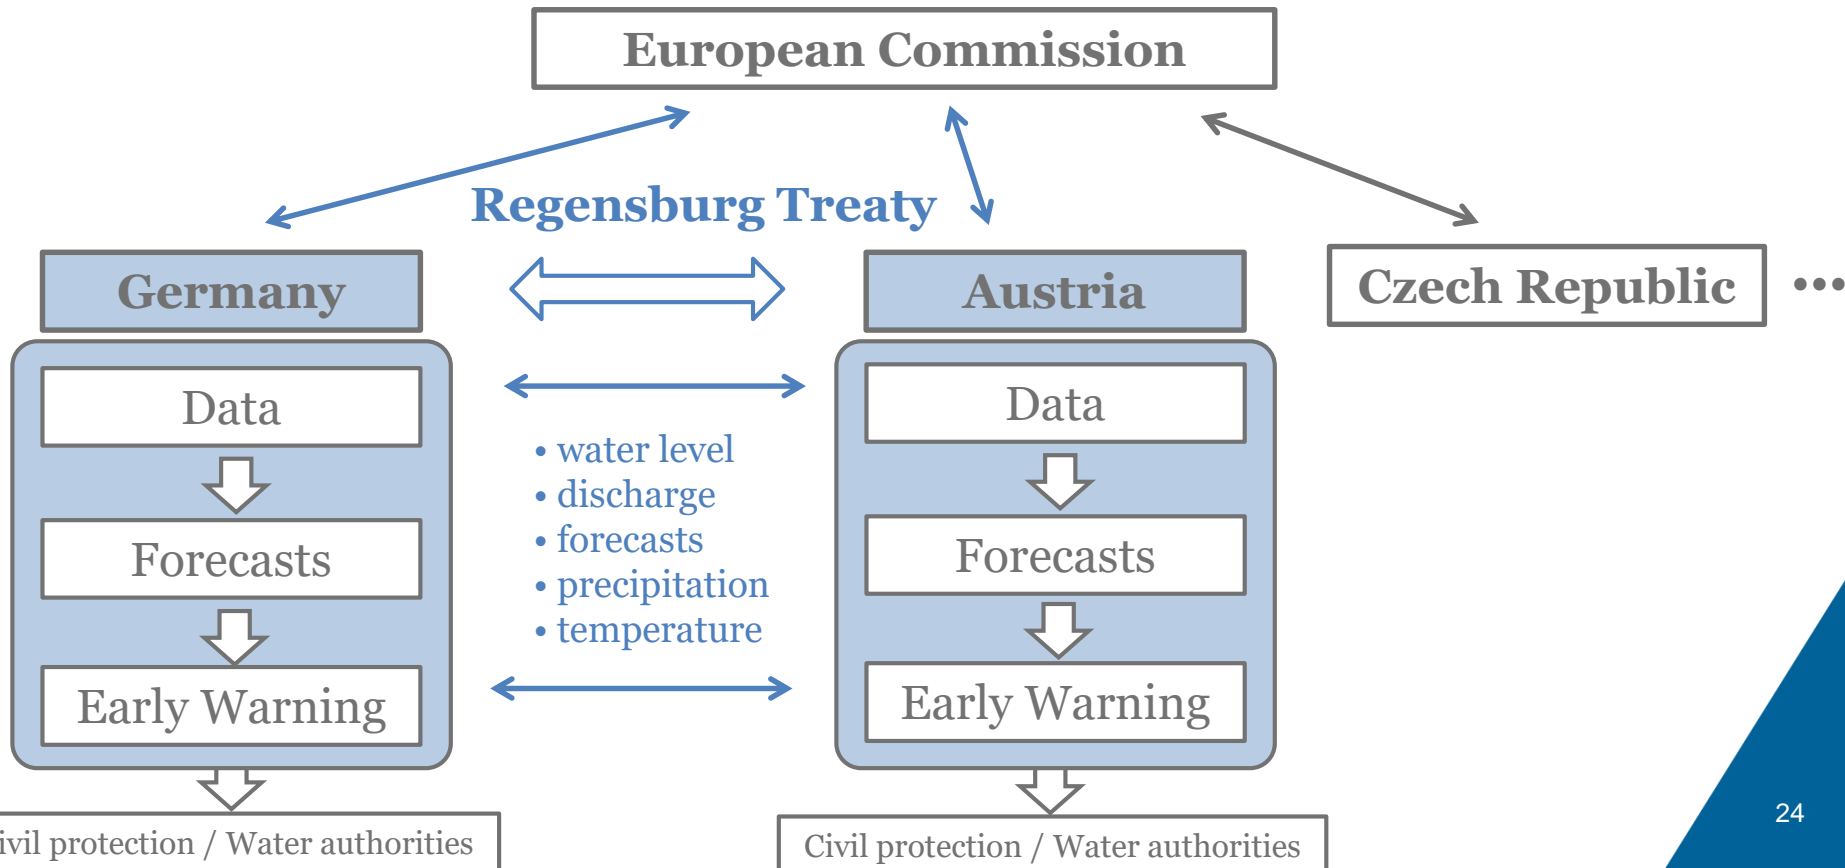 European Commission
Regensburg Treaty
Germany
Austria
Czech Republic
...
Data
Forecasts
Early Warning
• water level
• discharge
• forecasts
• precipitation
• temperature
Data
Forecasts
Early Warning
ivil protection / Water authorities
Civil protection / Water authorities
24